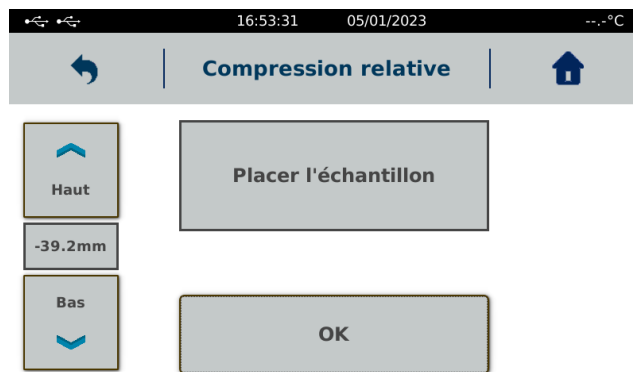 16:53:31 05/01/2023 --.-°C
Compression relative
Haut
Placer l'échantillon
-39.2mm
Bas
OK